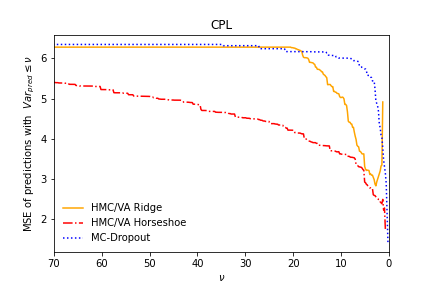 CPL
MSE of predictions with Var_pred ≤ ν
6
5
4
3
2
HMC/VA Ridge
HMC/VA Horseshoe
MC-Dropout
70 60 50 40 30 20 10 0
ν